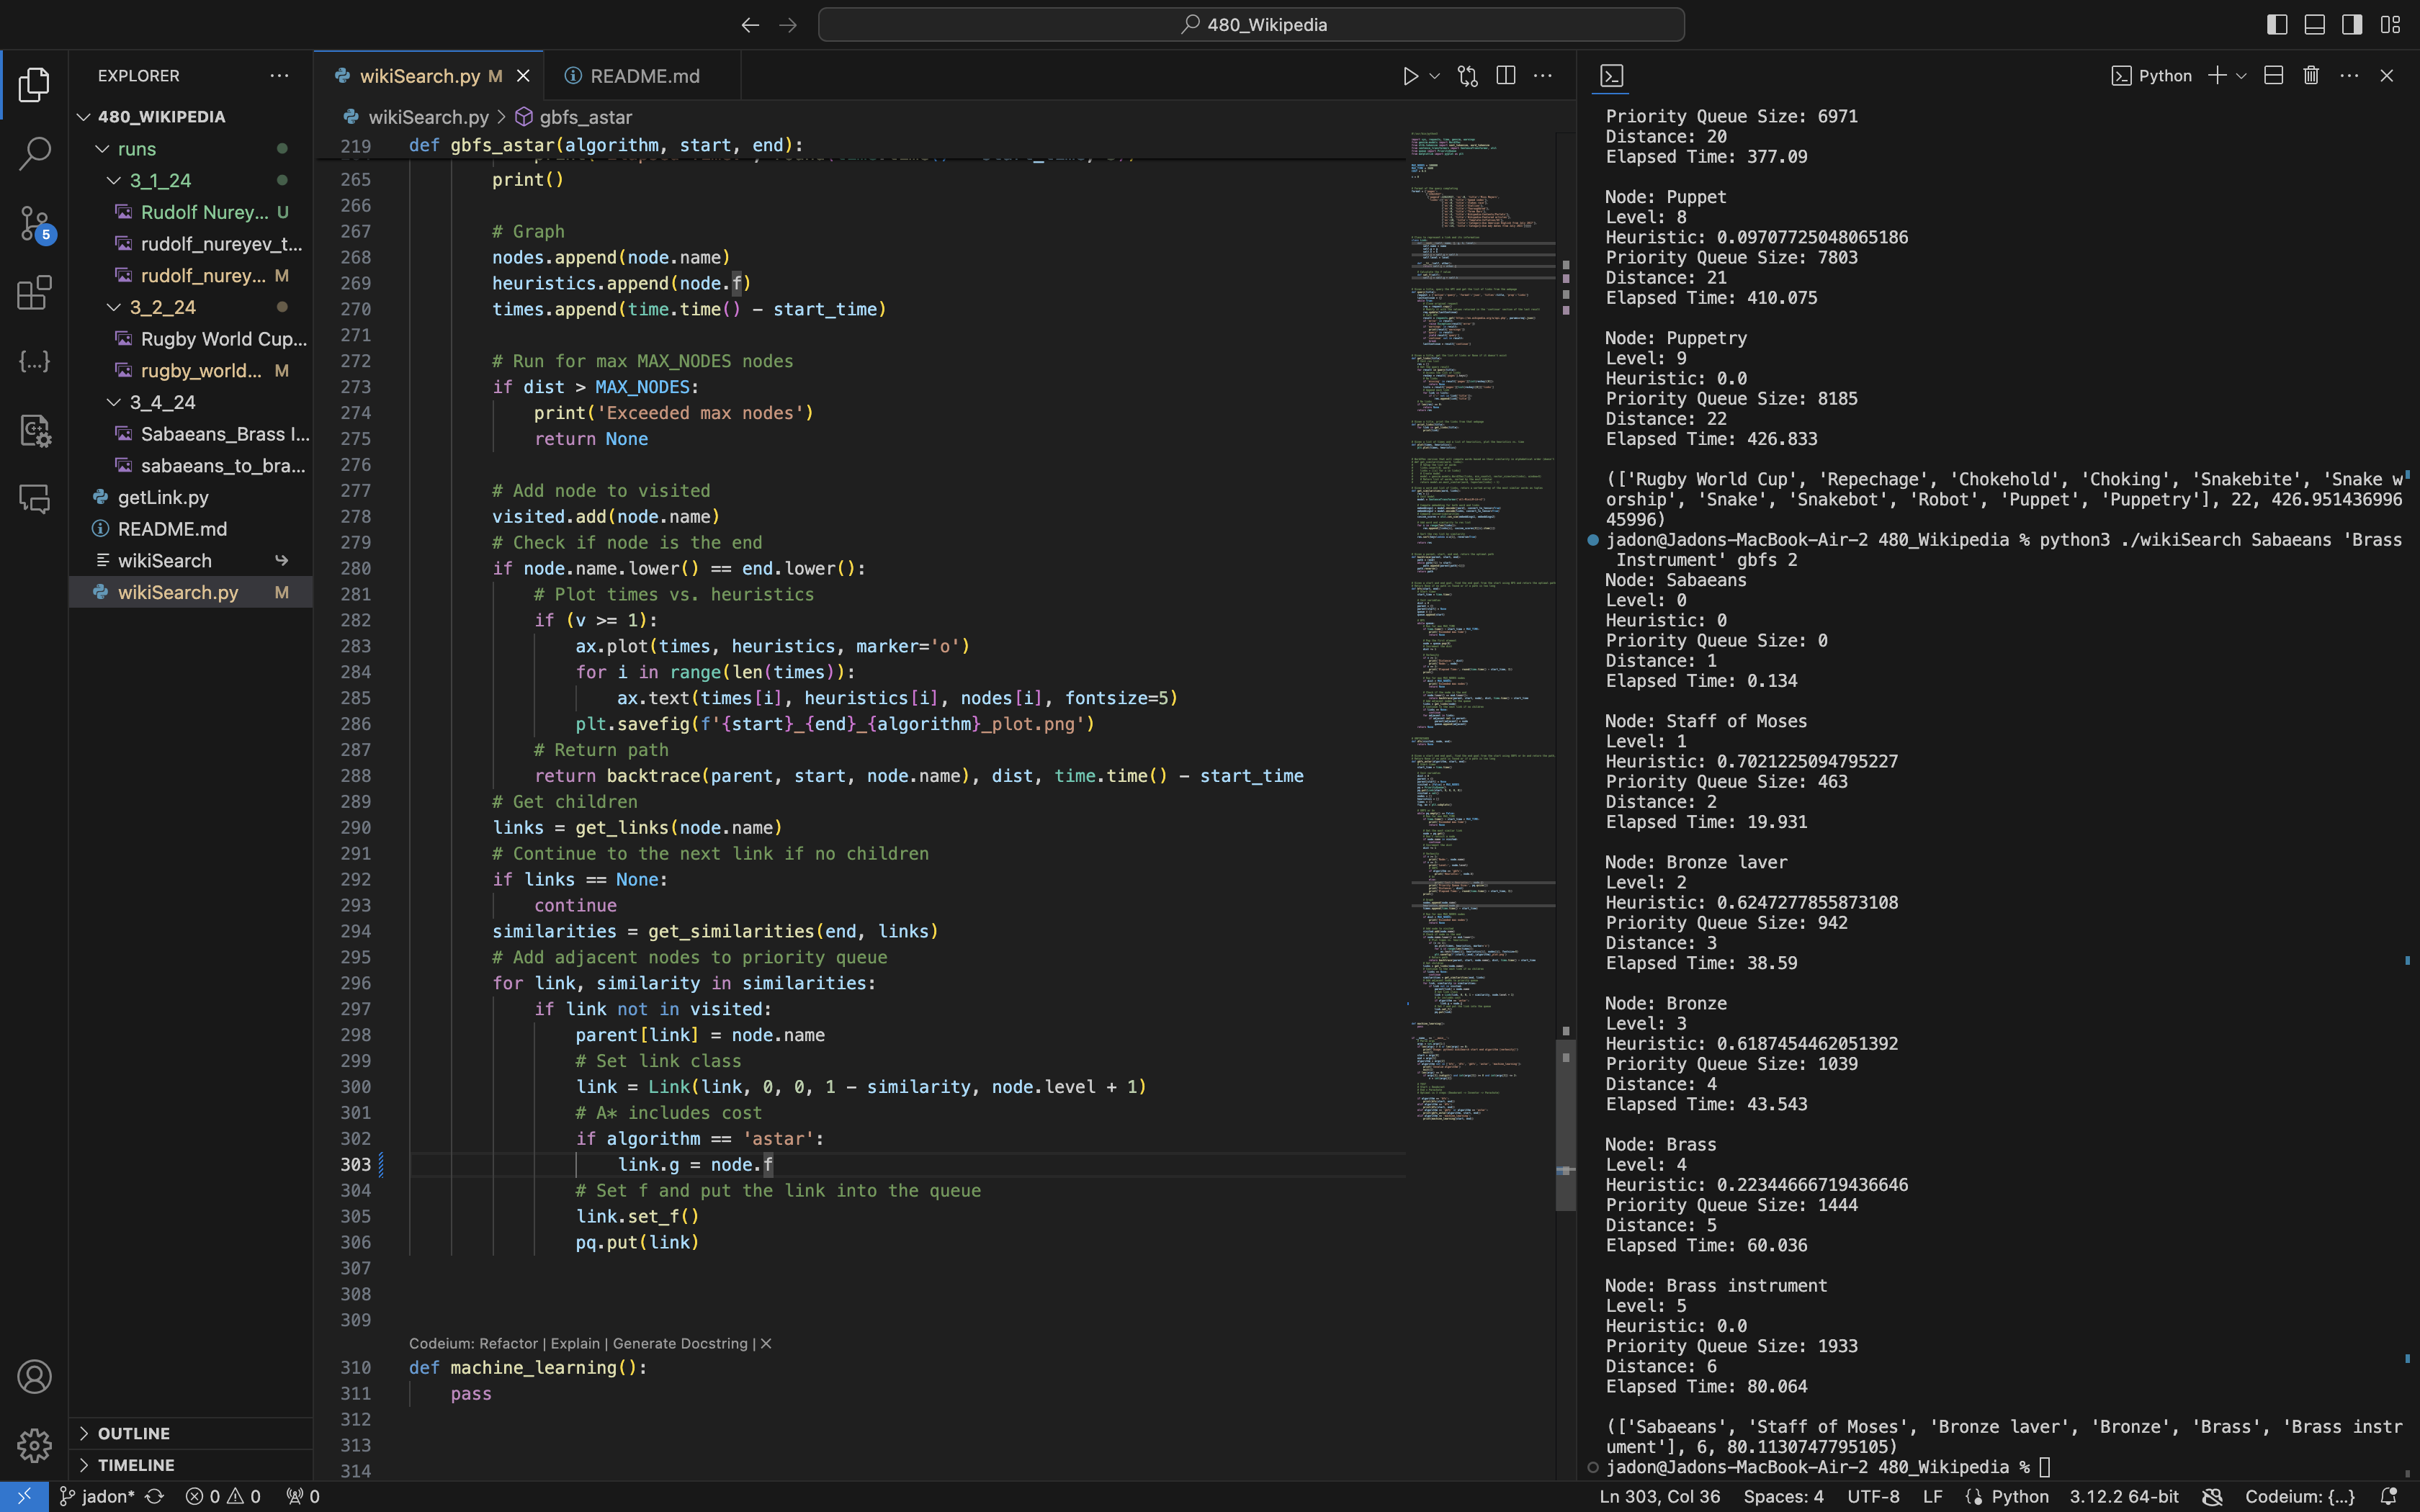 480_Wikipedia
EXPLORER
480_WIKIPEDIA
runs
3_1_24
Rudolf Nurey... U
rudolf_nureyev_t...
rudolf_nurey... M
3_2_24
Rugby World Cup...
rugby_world... M
3_4_24
Sabaeans_Brass I...
sabaeans_to_bra...
getLink.py
README.md
wikiSearch
wikiSearch.py M
OUTLINE
TIMELINE
5
wikiSearch.py M
README.md
wikiSearch.py > gbfs_astar
219 def gbfs_astar(algorithm, start, end):
265 print()
266
267 # Graph
268 nodes.append(node.name)
269 heuristics.append(node.f)
270 times.append(time.time() - start_time)
271
272 # Run for max MAX_NODES nodes
273 if dist > MAX_NODES:
274 print('Exceeded max nodes')
275 return None
276
277 # Add node to visited
278 visited.add(node.name)
279 # Check if node is the end
280 if node.name.lower() == end.lower():
281 # Plot times vs. heuristics
282 if (v >= 1):
283 ax.plot(times, heuristics, marker='o')
284 for i in range(len(times)):
285 ax.text(times[i], heuristics[i], nodes[i], fontsize=5)
286 plt.savefig(f'{start}_{end}_{algorithm}_plot.png')
287 # Return path
288 return backtrace(parent, start, node.name), dist, time.time() - start_time
289 # Get children
290 links = get_links(node.name)
291 # Continue to the next link if no children
292 if links == None:
293 continue
294 similarities = get_similarities(end, links)
295 # Add adjacent nodes to priority queue
296 for link, similarity in similarities:
297 if link not in visited:
298 parent[link] = node.name
299 # Set link class
300 link = Link(link, 0, 0, 1 - similarity, node.level + 1)
301 # A* includes cost
302 if algorithm == 'astar':
303 link.g = node.f
304 # Set f and put the link into the queue
305 link.set_f()
306 pq.put(link)
307
308
309
Codeium: Refactor | Explain | Generate Docstring | X
310 def machine_learning():
311 pass
312
313
314
Python
Priority Queue Size: 6971
Distance: 20
Elapsed Time: 377.09
Node: Puppet
Level: 8
Heuristic: 0.09707725048065186
Priority Queue Size: 7803
Distance: 21
Elapsed Time: 410.075
Node: Puppetry
Level: 9
Heuristic: 0.0
Priority Queue Size: 8185
Distance: 22
Elapsed Time: 426.833
(['Rugby World Cup', 'Repechage', 'Chokehold', 'Choking', 'Snakebite', 'Snake w
orship', 'Snake', 'Snakebot', 'Robot', 'Puppet', 'Puppetry'], 22, 426.951436996
45996)
jadon@Jadons-MacBook-Air-2 480_Wikipedia % python3 ./wikiSearch Sabaeans 'Brass
Instrument' gbfs 2
Node: Sabaeans
Level: 0
Heuristic: 0
Priority Queue Size: 0
Distance: 1
Elapsed Time: 0.134
Node: Staff of Moses
Level: 1
Heuristic: 0.7021225094795227
Priority Queue Size: 463
Distance: 2
Elapsed Time: 19.931
Node: Bronze laver
Level: 2
Heuristic: 0.6247277855873108
Priority Queue Size: 942
Distance: 3
Elapsed Time: 38.59
Node: Bronze
Level: 3
Heuristic: 0.6187454462051392
Priority Queue Size: 1039
Distance: 4
Elapsed Time: 43.543
Node: Brass
Level: 4
Heuristic: 0.22344666719436646
Priority Queue Size: 1444
Distance: 5
Elapsed Time: 60.036
Node: Brass instrument
Level: 5
Heuristic: 0.0
Priority Queue Size: 1933
Distance: 6
Elapsed Time: 80.064
(['Sabaeans', 'Staff of Moses', 'Bronze laver', 'Bronze', 'Brass', 'Brass instr
ument'], 6, 80.1130747795105)
jadon@Jadons-MacBook-Air-2 480_Wikipedia %
jadon* 0 0 0
Ln 303, Col 36 Spaces: 4 UTF-8 LF Python 3.12.2 64-bit Codeium: {...}